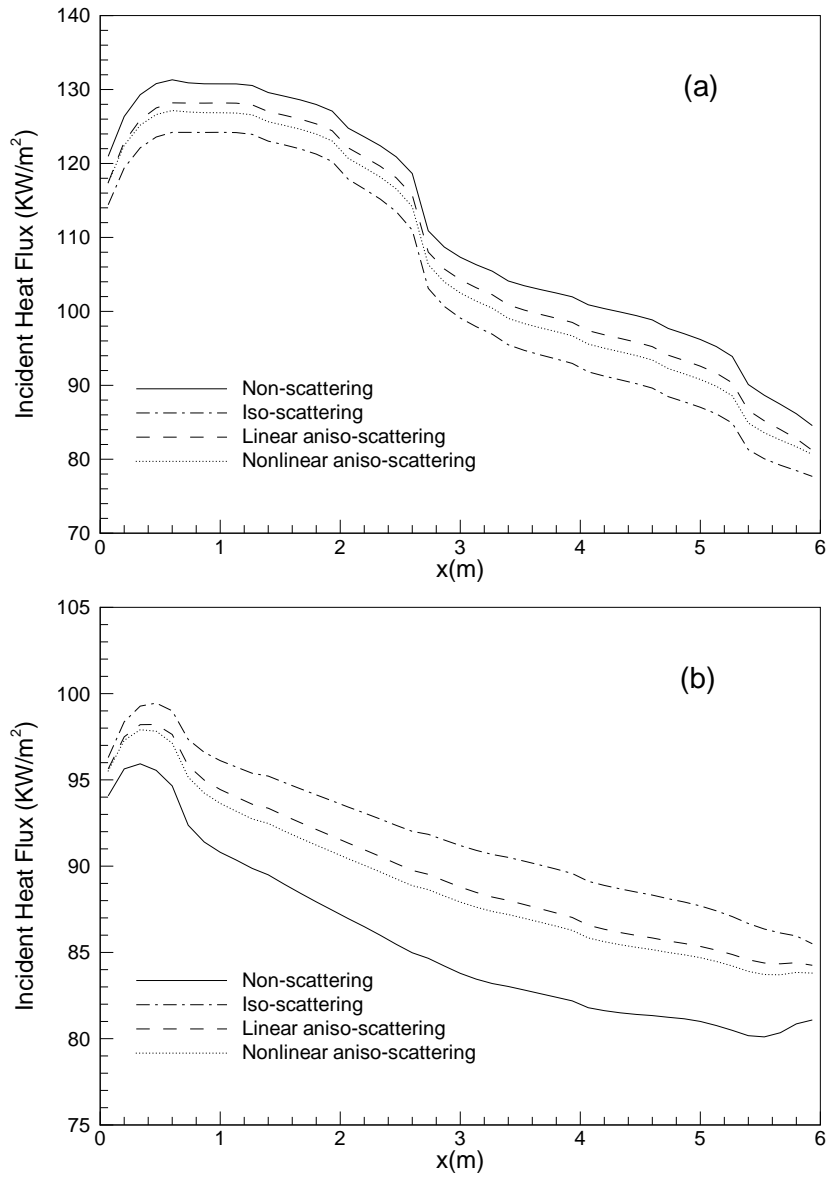 140
130
120
110
100
90
80
70
Incident Heat Flux (KW/m²)
(a)
Non-scattering
Iso-scattering
Linear aniso-scattering
Nonlinear aniso-scattering
0 1 2 3 4 5 6
x(m)
105
100
95
90
85
80
75
Incident Heat Flux (KW/m²)
(b)
Non-scattering
Iso-scattering
Linear aniso-scattering
Nonlinear aniso-scattering
0 1 2 3 4 5 6
x(m)